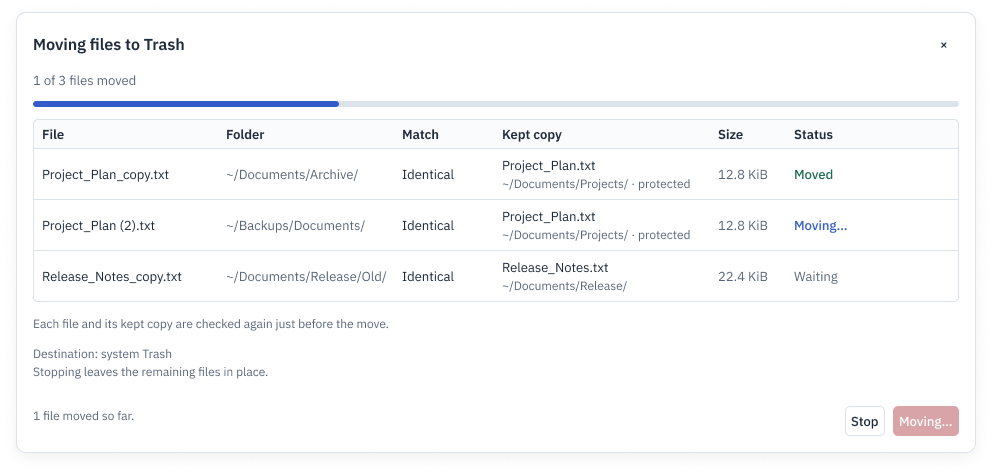 Moving files to Trash ×
1 of 3 files moved
File Folder Match Kept copy Size Status
Project_Plan_copy.txt ~/Documents/Archive/ Identical Project_Plan.txt 12.8 KiB Moved
~/Documents/Projects/ · protected
Project_Plan (2).txt ~/Backups/Documents/ Identical Project_Plan.txt 12.8 KiB Moving...
~/Documents/Projects/ · protected
Release_Notes_copy.txt ~/Documents/Release/Old/ Identical Release_Notes.txt 22.4 KiB Waiting
~/Documents/Release/
Each file and its kept copy are checked again just before the move.
Destination: system Trash
Stopping leaves the remaining files in place.
1 file moved so far. Stop Moving...